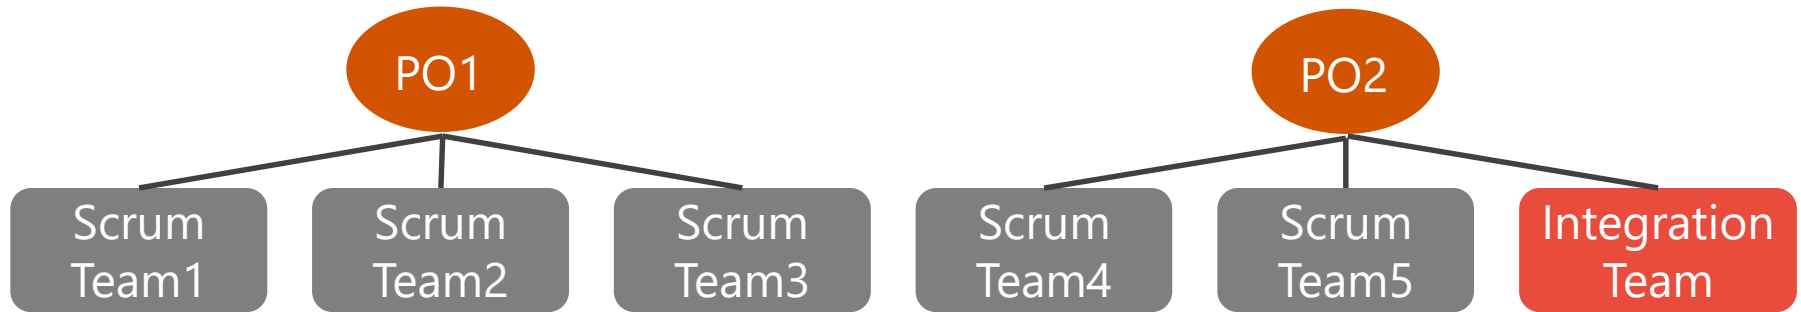 PO1
PO2
Scrum
Team1
Scrum
Team2
Scrum
Team3
Scrum
Team4
Scrum
Team5
Integration
Team